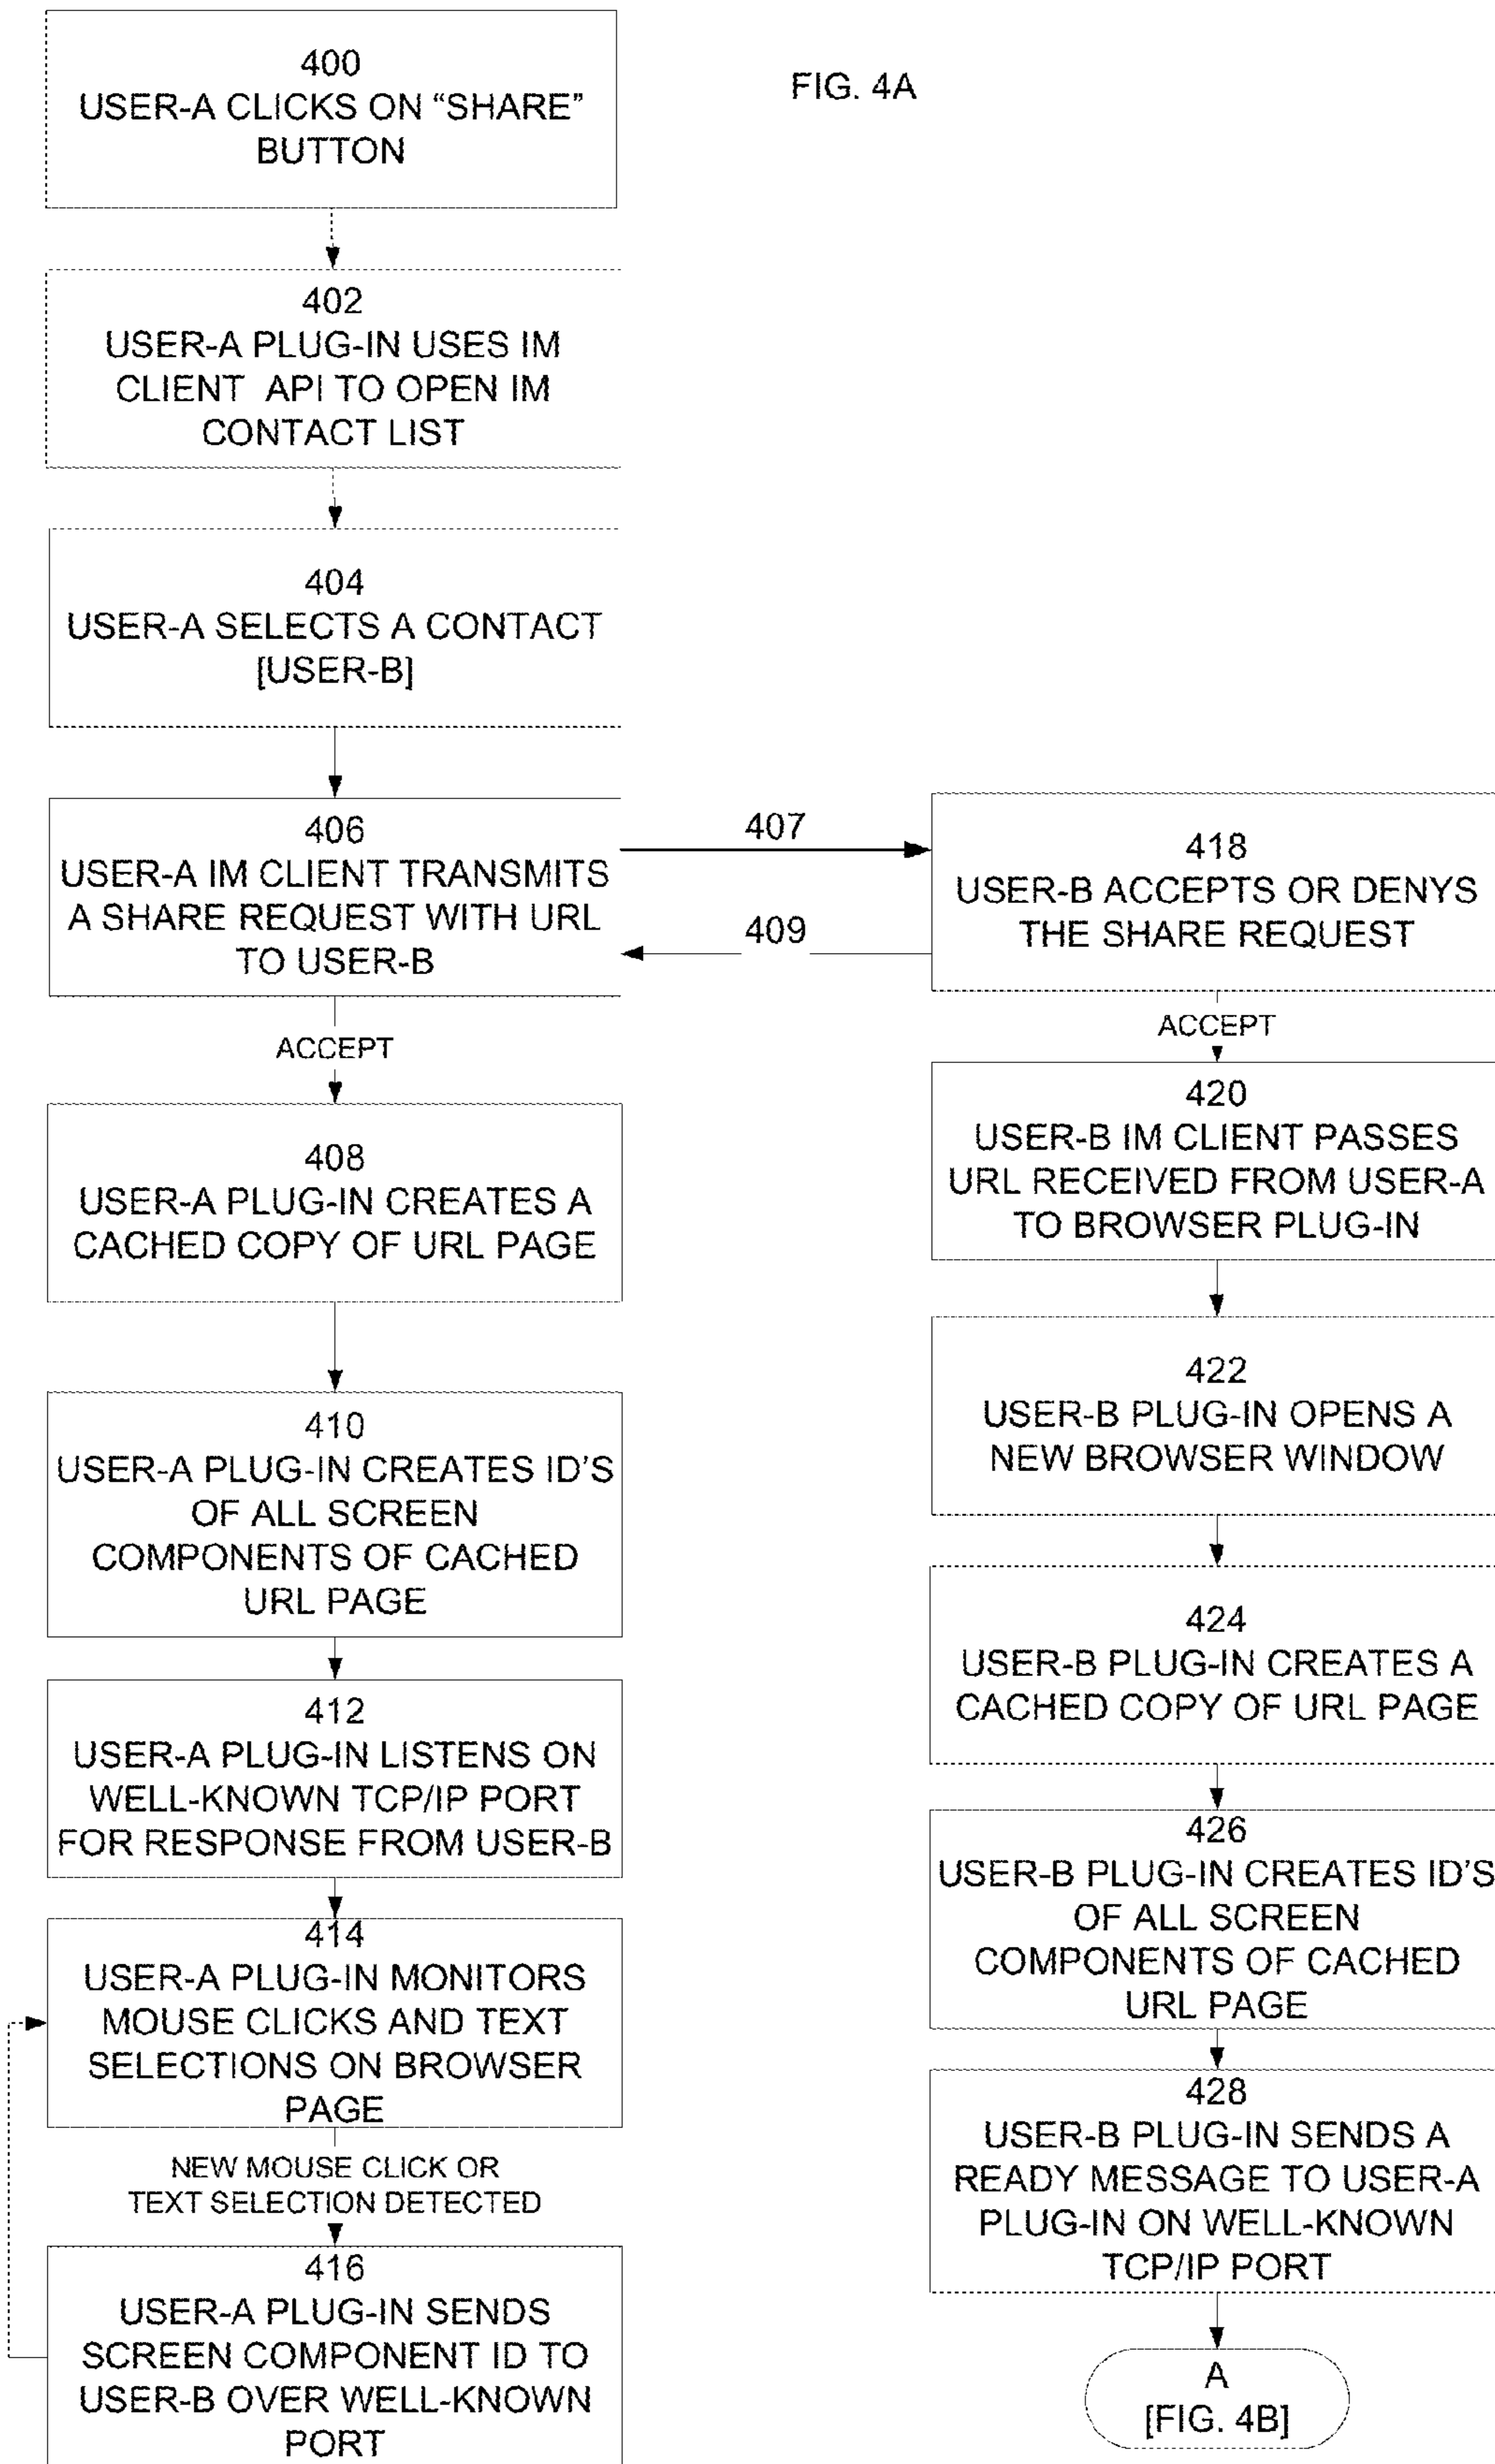 FIG. 4A
400
USER-A CLICKS ON “SHARE”
BUTTON
402
USER-A PLUG-IN USES IM
CLIENT API TO OPEN IM
CONTACT LIST
404
USER-A SELECTS A CONTACT
[USER-B]
406
USER-A IM CLIENT TRANSMITS
A SHARE REQUEST WITH URL
TO USER-B
407
409
ACCEPT
408
USER-A PLUG-IN CREATES A
CACHED COPY OF URL PAGE
410
USER-A PLUG-IN CREATES ID’S
OF ALL SCREEN
COMPONENTS OF CACHED
URL PAGE
412
USER-A PLUG-IN LISTENS ON
WELL-KNOWN TCP/IP PORT
FOR RESPONSE FROM USER-B
414
USER-A PLUG-IN MONITORS
MOUSE CLICKS AND TEXT
SELECTIONS ON BROWSER
PAGE
NEW MOUSE CLICK OR
TEXT SELECTION DETECTED
416
USER-A PLUG-IN SENDS
SCREEN COMPONENT ID TO
USER-B OVER WELL-KNOWN
PORT
418
USER-B ACCEPTS OR DENYS
THE SHARE REQUEST
ACCEPT
420
USER-B IM CLIENT PASSES
URL RECEIVED FROM USER-A
TO BROWSER PLUG-IN
422
USER-B PLUG-IN OPENS A
NEW BROWSER WINDOW
424
USER-B PLUG-IN CREATES A
CACHED COPY OF URL PAGE
426
USER-B PLUG-IN CREATES ID’S
OF ALL SCREEN
COMPONENTS OF CACHED
URL PAGE
428
USER-B PLUG-IN SENDS A
READY MESSAGE TO USER-A
PLUG-IN ON WELL-KNOWN
TCP/IP PORT
A
[FIG. 4B]